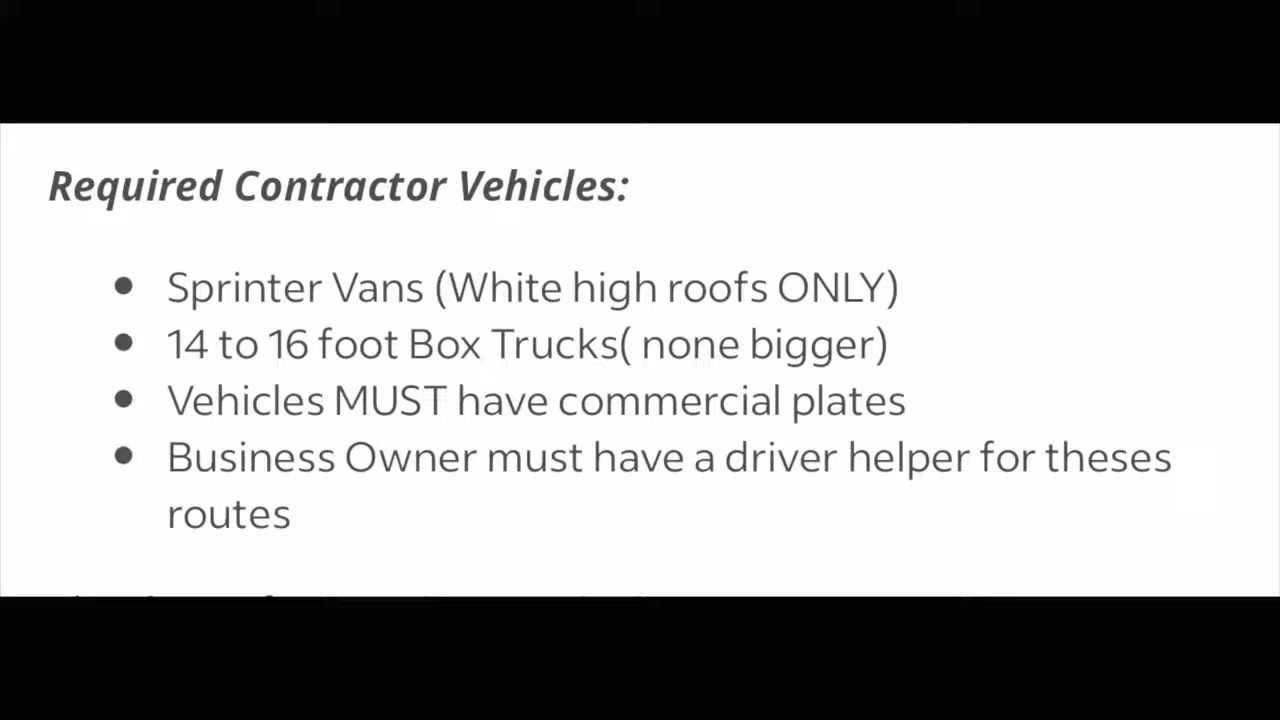 Required Contractor Vehicles:
● Sprinter Vans (White high roofs ONLY)
● 14 to 16 foot Box Trucks( none bigger)
● Vehicles MUST have commercial plates
● Business Owner must have a driver helper for theses
routes